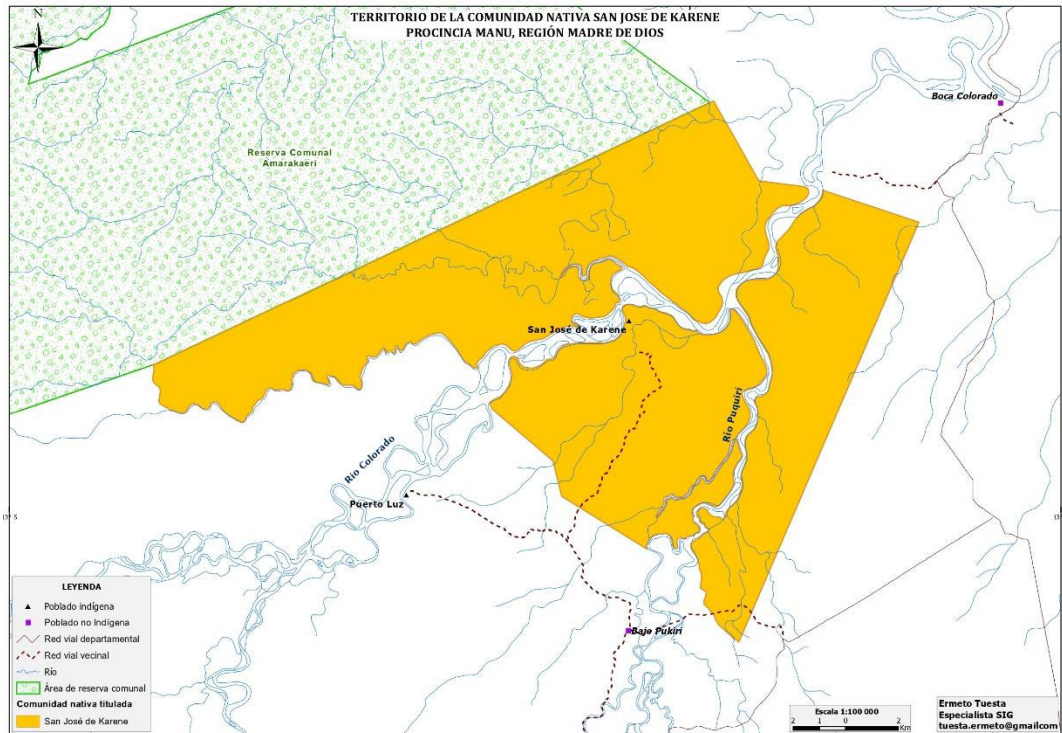 TERRITORIO DE LA COMUNIDAD NATIVA SAN JOSE DE KARENE
PROCINCIA MANU, REGIÓN MADRE DE DIOS
N
Boca Colorado
Reserva Comunal
Amarakaeri
San José de Karene
Río Puquiri
Río Colorado
Puerto Luz
Bajo Pukiri
LEYENDA
Poblado indígena
Poblado no Indígena
Red vial departamental
Red vial vecinal
Río
Área de reserva comunal
Comunidad nativa titulada
San José de Karene
Escala 1:100 000
2 1 0 2
Km
Ermeto Tuesta
Especialista SIG
tuesta.ermeto@gmailcom